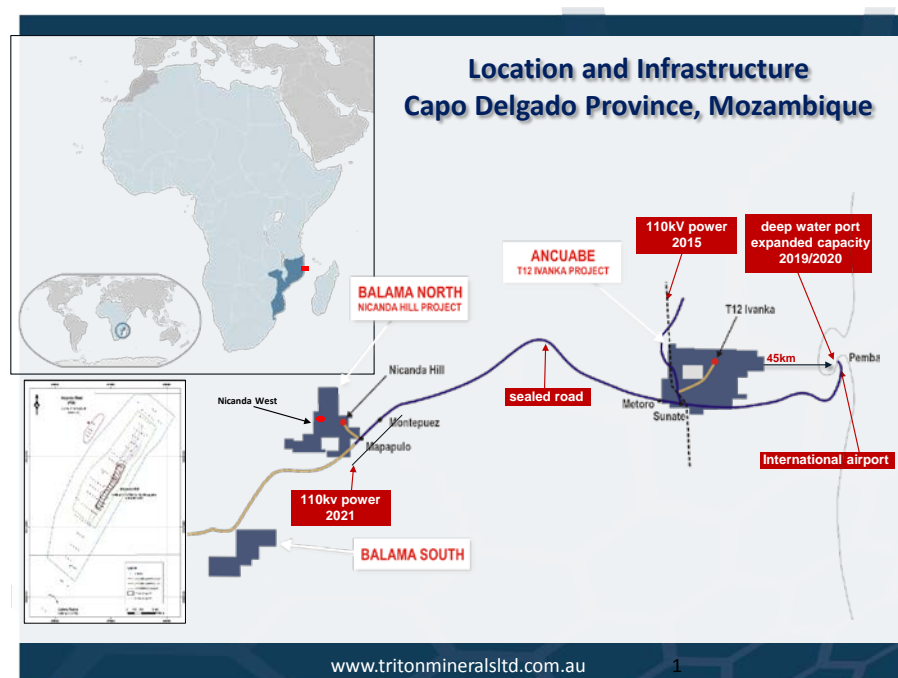 Location and Infrastructure
Capo Delgado Province, Mozambique
110kV power
2015
deep water port
expanded capacity
2019/2020
ANCUABE
T12 IVANKA PROJECT
BALAMA NORTH
NICANDA HILL PROJECT
T12 Ivanka
45km
Pemba
Nicanda Hill
sealed road
Nicanda West
Metoro
Sunate
Montepuez
Mapapulo
International airport
110kv power
2021
BALAMA SOUTH
www.tritonmineralsltd.com.au
1